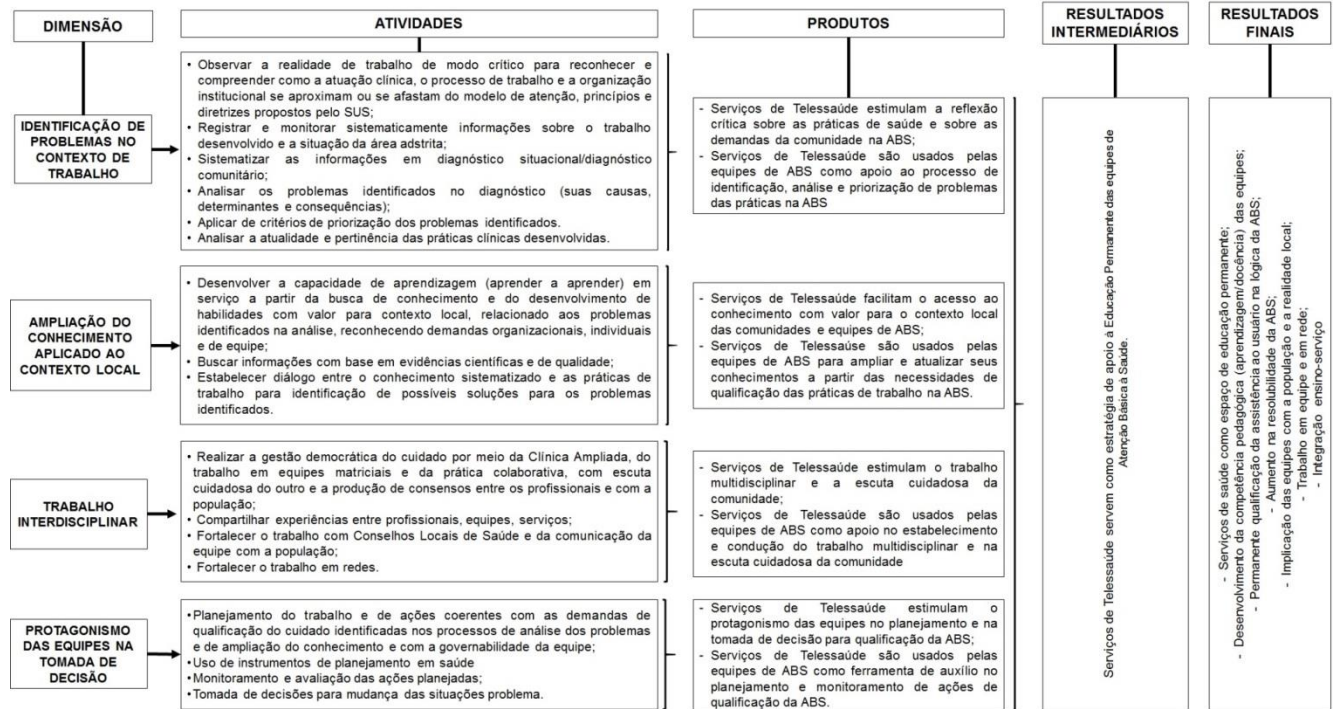 DIMENSÃO
ATIVIDADES
PRODUTOS
RESULTADOS
INTERMEDIÁRIOS
RESULTADOS
FINAIS
IDENTIFICAÇÃO DE
PROBLEMAS NO
CONTEXTO DE
TRABALHO
• Observar a realidade de trabalho de modo crítico para reconhecer e
compreender como a atuação clínica, o processo de trabalho e a organização
institucional se aproximam ou se afastam do modelo de atenção, princípios e
diretrizes propostos pelo SUS;
• Registrar e monitorar sistematicamente informações sobre o trabalho
desenvolvido e a situação da área adstrita;
• Sistematizar as informações em diagnóstico situacional/diagnóstico
comunitário;
• Analisar os problemas identificados no diagnóstico (suas causas,
determinantes e consequências);
• Aplicar de critérios de priorização dos problemas identificados.
• Analisar a atualidade e pertinência das práticas clínicas desenvolvidas.
- Serviços de Telessaúde estimulam a reflexão
crítica sobre as práticas de saúde e sobre as
demandas da comunidade na ABS;
- Serviços de Telessaúde são usados pelas
equipes de ABS como apoio ao processo de
identificação, análise e priorização de problemas
das práticas na ABS
AMPLIAÇÃO DO
CONHECIMENTO
APLICADO AO
CONTEXTO LOCAL
• Desenvolver a capacidade de aprendizagem (aprender a aprender) em
serviço a partir da busca de conhecimento e do desenvolvimento de
habilidades com valor para contexto local, relacionado aos problemas
identificados na análise, reconhecendo demandas organizacionais, individuais
e de equipe;
• Buscar informações com base em evidências científicas e de qualidade;
• Estabelecer diálogo entre o conhecimento sistematizado e as práticas de
trabalho para identificação de possíveis soluções para os problemas
identificados.
- Serviços de Telessaúde facilitam o acesso ao
conhecimento com valor para o contexto local
das comunidades e equipes de ABS;
- Serviços de Telessaúse são usados pelas
equipes de ABS para ampliar e atualizar seus
conhecimentos a partir das necessidades de
qualificação das práticas de trabalho na ABS.
TRABALHO
INTERDISCIPLINAR
• Realizar a gestão democrática do cuidado por meio da Clínica Ampliada, do
trabalho em equipes matriciais e da prática colaborativa, com escuta
cuidadosa do outro e a produção de consensos entre os profissionais e com a
população;
• Compartilhar experiências entre profissionais, equipes, serviços;
• Fortalecer o trabalho com Conselhos Locais de Saúde e da comunicação da
equipe com a população;
• Fortalecer o trabalho em redes.
- Serviços de Telessaúde estimulam o trabalho
multidisciplinar e a escuta cuidadosa da
comunidade;
- Serviços de Telessaúde são usados pelas
equipes de ABS como apoio no estabelecimento
e condução do trabalho multidisciplinar e na
escuta cuidadosa da comunidade
PROTAGONISMO
DAS EQUIPES NA
TOMADA DE
DECISÃO
•Planejamento do trabalho e de ações coerentes com as demandas de
qualificação do cuidado identificadas nos processos de análise dos problemas
e de ampliação do conhecimento e com a governabilidade da equipe;
•Uso de instrumentos de planejamento em saúde
•Monitoramento e avaliação das ações planejadas;
•Tomada de decisões para mudança das situações problema.
- Serviços de Telessaúde estimulam o
protagonismo das equipes no planejamento e na
tomada de decisão para qualificação da ABS;
- Serviços de Telessaúde são usados pelas
equipes de ABS como ferramenta de auxílio no
planejamento e monitoramento de ações de
qualificação da ABS.
Serviços de Telessaúde servem como estratégia de apoio à Educação Permanente das equipes de
Atenção Básica à Saúde.
- Serviços de saúde como espaço de educação permanente;
- Desenvolvimento da competência pedagógica (aprendizagem/docência) das equipes;
- Permanente qualificação da assistência ao usuário na lógica da ABS;
- Aumento na resolubilidade da ABS;
- Implicação das equipes com a população e a realidade local;
- Trabalho em equipe e em rede;
- Integração ensino-serviço